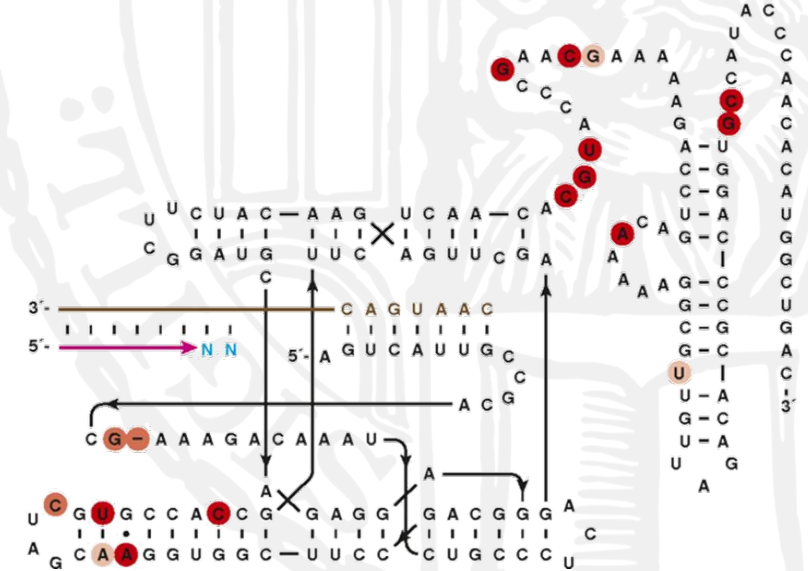 A C
U C
A C
G A A C G A A A
C C
C C C
A C A
C A
A G G C
A U A U
A C
G C G A
C G C A
U C U A C A A G U C A A C A
C A U
A U G A
A C A G
U G C G
C G G A U G U U C A G U U C G A
A
C
A A A G C G
3´- C A G U A A C
G C U
5´- N N
5´- A G U C A U U G C
C
C G G A
G C
U U C
A C G
U A 3´-
G C
C G - A A A G A C A A A U
U A
U G
A
A
C
U G U G C C A C C G G A G G G A C G G G A
C
A G C A A G G U G G C U U C C C U G C C C U